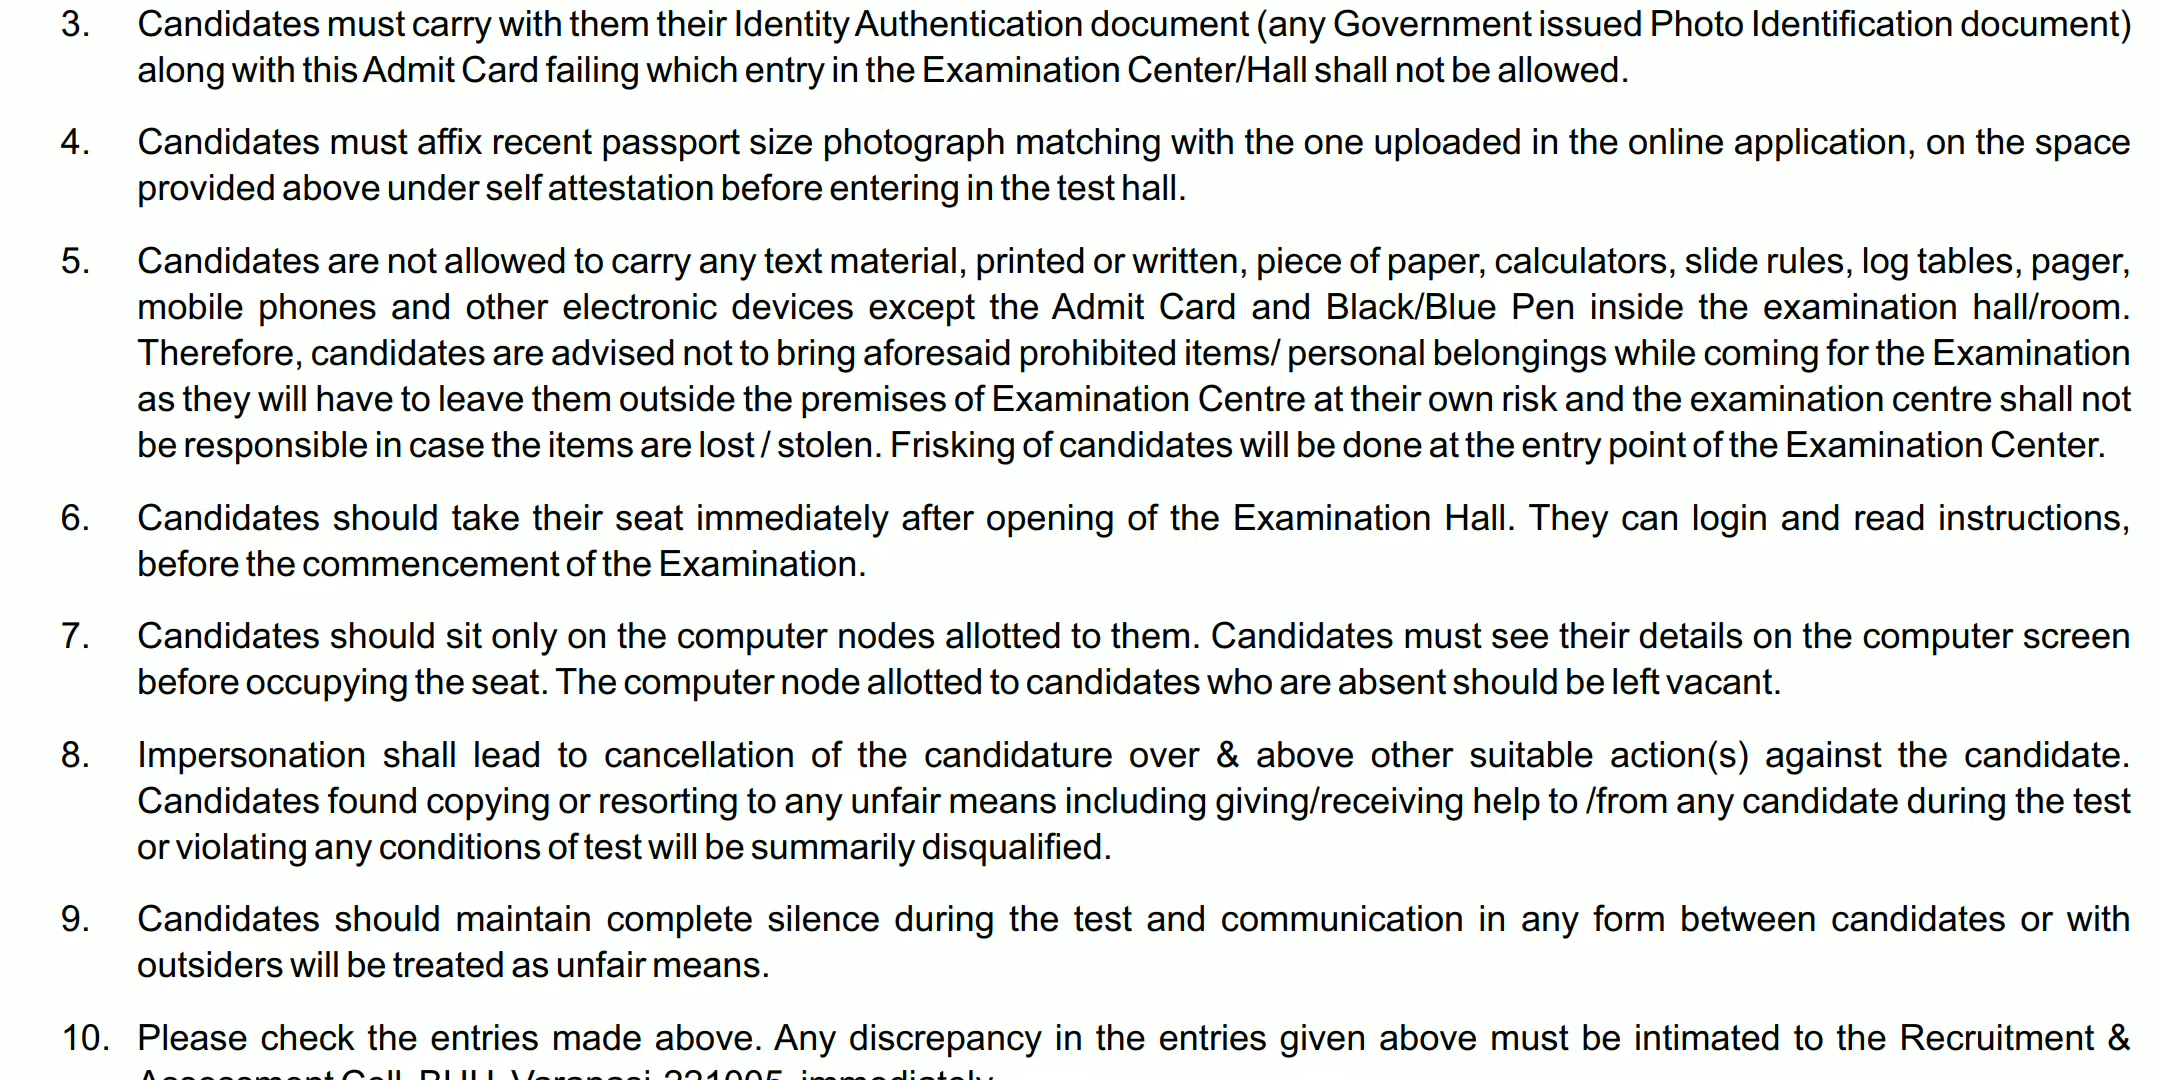 3. Candidates must carry with them their Identity Authentication document (any Government issued Photo Identification document)
along with this Admit Card failing which entry in the Examination Center/Hall shall not be allowed.
4. Candidates must affix recent passport size photograph matching with the one uploaded in the online application, on the space
provided above under self attestation before entering in the test hall.
5. Candidates are not allowed to carry any text material, printed or written, piece of paper, calculators, slide rules, log tables, pager,
mobile phones and other electronic devices except the Admit Card and Black/Blue Pen inside the examination hall/room.
Therefore, candidates are advised not to bring aforesaid prohibited items/ personal belongings while coming for the Examination
as they will have to leave them outside the premises of Examination Centre at their own risk and the examination centre shall not
be responsible in case the items are lost / stolen. Frisking of candidates will be done at the entry point of the Examination Center.
6. Candidates should take their seat immediately after opening of the Examination Hall. They can login and read instructions,
before the commencement of the Examination.
7. Candidates should sit only on the computer nodes allotted to them. Candidates must see their details on the computer screen
before occupying the seat. The computer node allotted to candidates who are absent should be left vacant.
8. Impersonation shall lead to cancellation of the candidature over & above other suitable action(s) against the candidate.
Candidates found copying or resorting to any unfair means including giving/receiving help to /from any candidate during the test
or violating any conditions of test will be summarily disqualified.
9. Candidates should maintain complete silence during the test and communication in any form between candidates or with
outsiders will be treated as unfair means.
10. Please check the entries made above. Any discrepancy in the entries given above must be intimated to the Recruitment &
Assessment Cell, BHU, Varanasi-221005, immediately